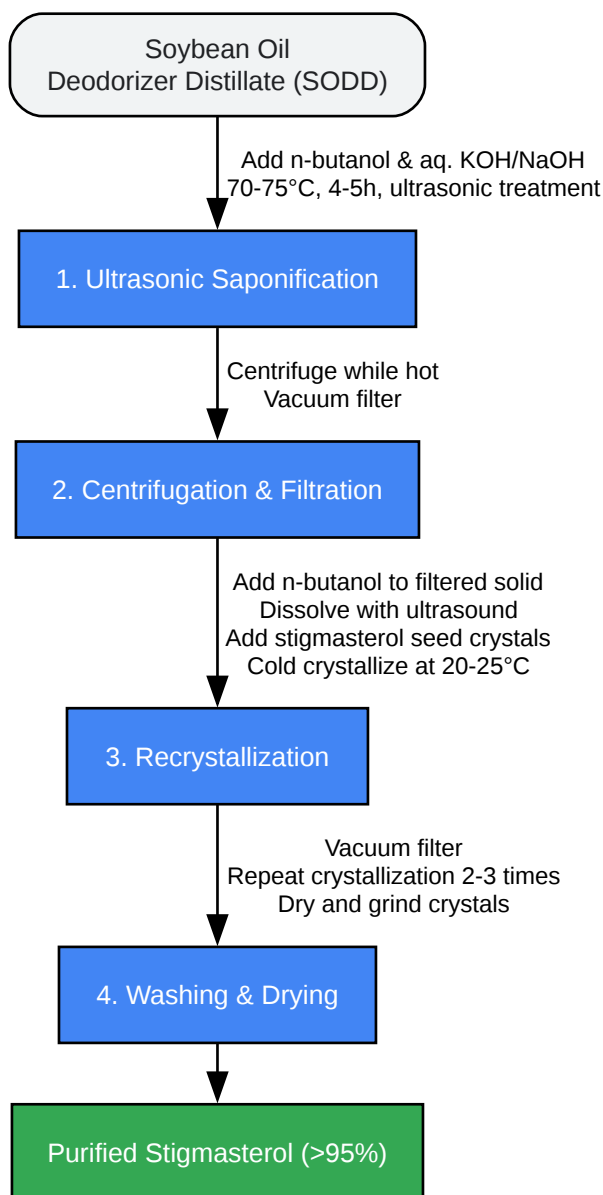 Soybean Oil
Deodorizer Distillate (SODD)
Add n-butanol & aq. KOH/NaOH
70-75°C, 4-5h, ultrasonic treatment
1. Ultrasonic Saponification
Centrifuge while hot
Vacuum filter
2. Centrifugation & Filtration
Add n-butanol to filtered solid
Dissolve with ultrasound
Add stigmasterol seed crystals
Cold crystallize at 20-25°C
3. Recrystallization
Vacuum filter
Repeat crystallization 2-3 times
Dry and grind crystals
4. Washing & Drying
Purified Stigmasterol (>95%)